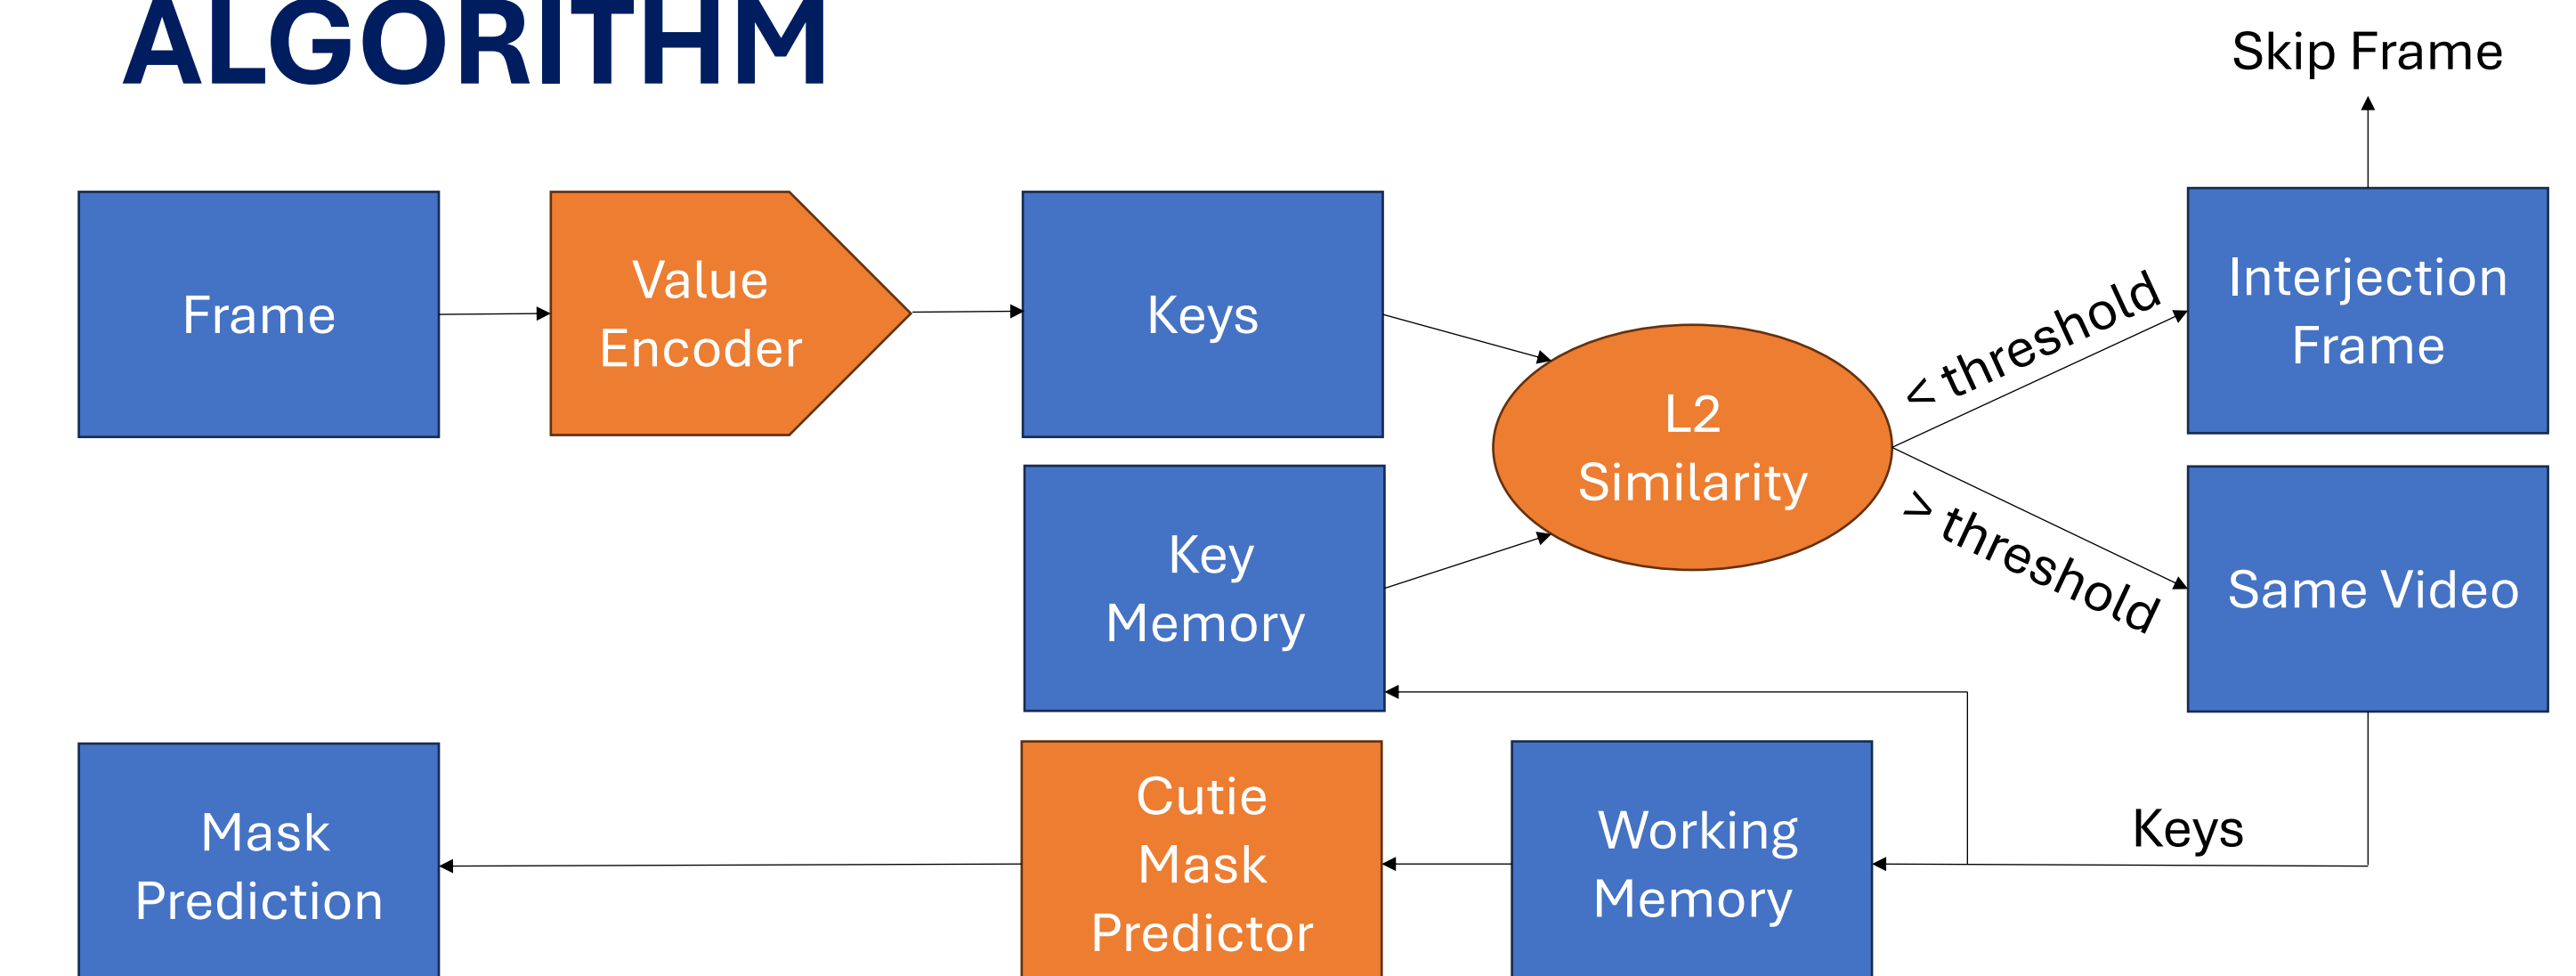 ALGORITHM
Skip Frame
Frame
Value
Encoder
Keys
L2
Similarity
< threshold
Interjection
Frame
Key
Memory
> threshold
Same Video
Keys
Working
Memory
Cutie
Mask
Predictor
Mask
Prediction